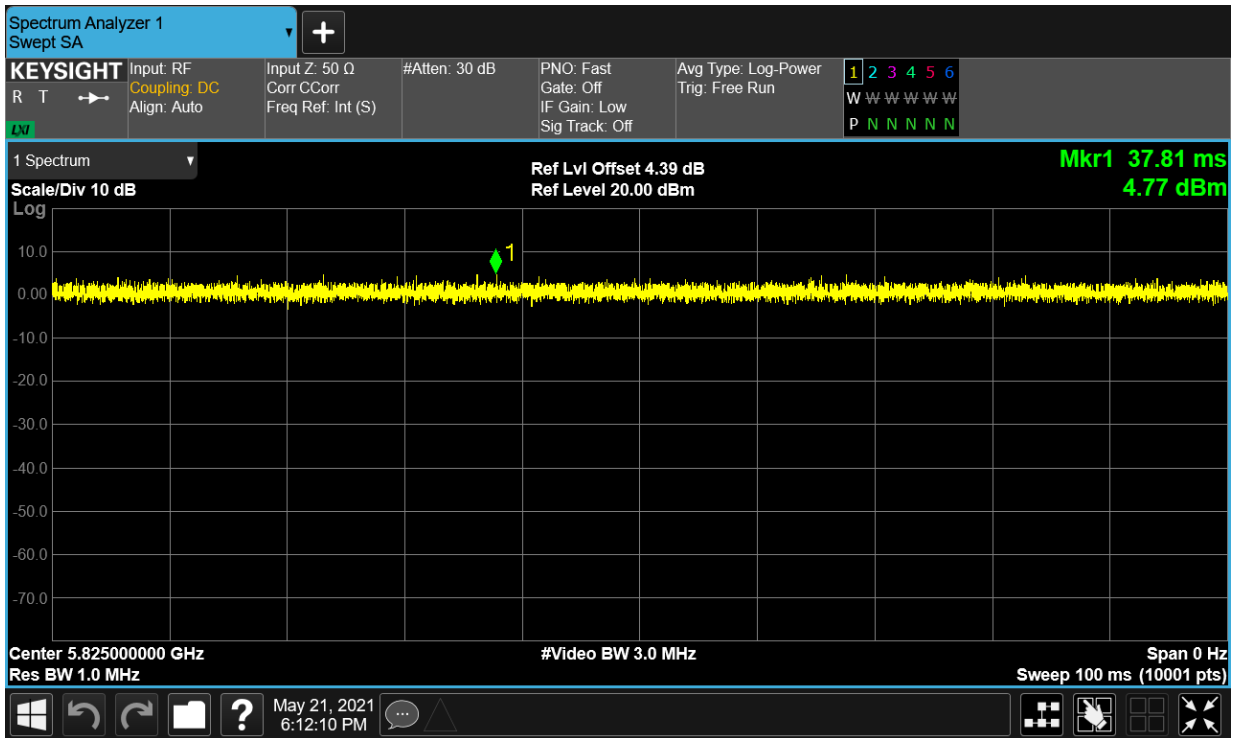 Spectrum Analyzer 1
Swept SA
KEYSIGHT
R T
LXI
Input: RF
Coupling: DC
Align: Auto
Input Z: 50 Ω
Corr CCorr
Freq Ref: Int (S)
#Atten: 30 dB
PNO: Fast
Gate: Off
IF Gain: Low
Sig Track: Off
Avg Type: Log-Power
Trig: Free Run
1 2 3 4 5 6
W W W W W W
P N N N N N
1 Spectrum
Scale/Div 10 dB
Log
Ref Lvl Offset 4.39 dB
Ref Level 20.00 dBm
Mkr1 37.81 ms
4.77 dBm
1
10.0
0.00
-10.0
-20.0
-30.0
-40.0
-50.0
-60.0
-70.0
Center 5.825000000 GHz
Res BW 1.0 MHz
#Video BW 3.0 MHz
Span 0 Hz
Sweep 100 ms (10001 pts)
?
May 21, 2021
6:12:10 PM